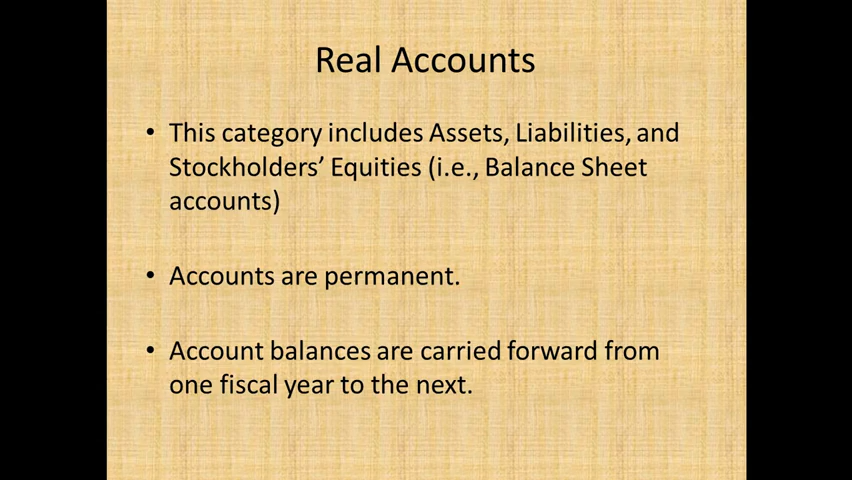 Real Accounts
• This category includes Assets, Liabilities, and
Stockholders’ Equities (i.e., Balance Sheet
accounts)
• Accounts are permanent.
• Account balances are carried forward from
one fiscal year to the next.